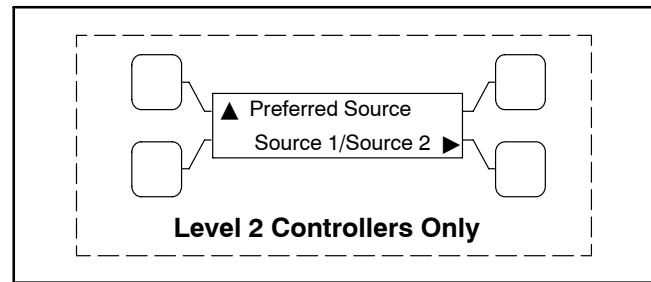 ▲ Preferred Source
Source 1/Source 2 ▶
Level 2 Controllers Only